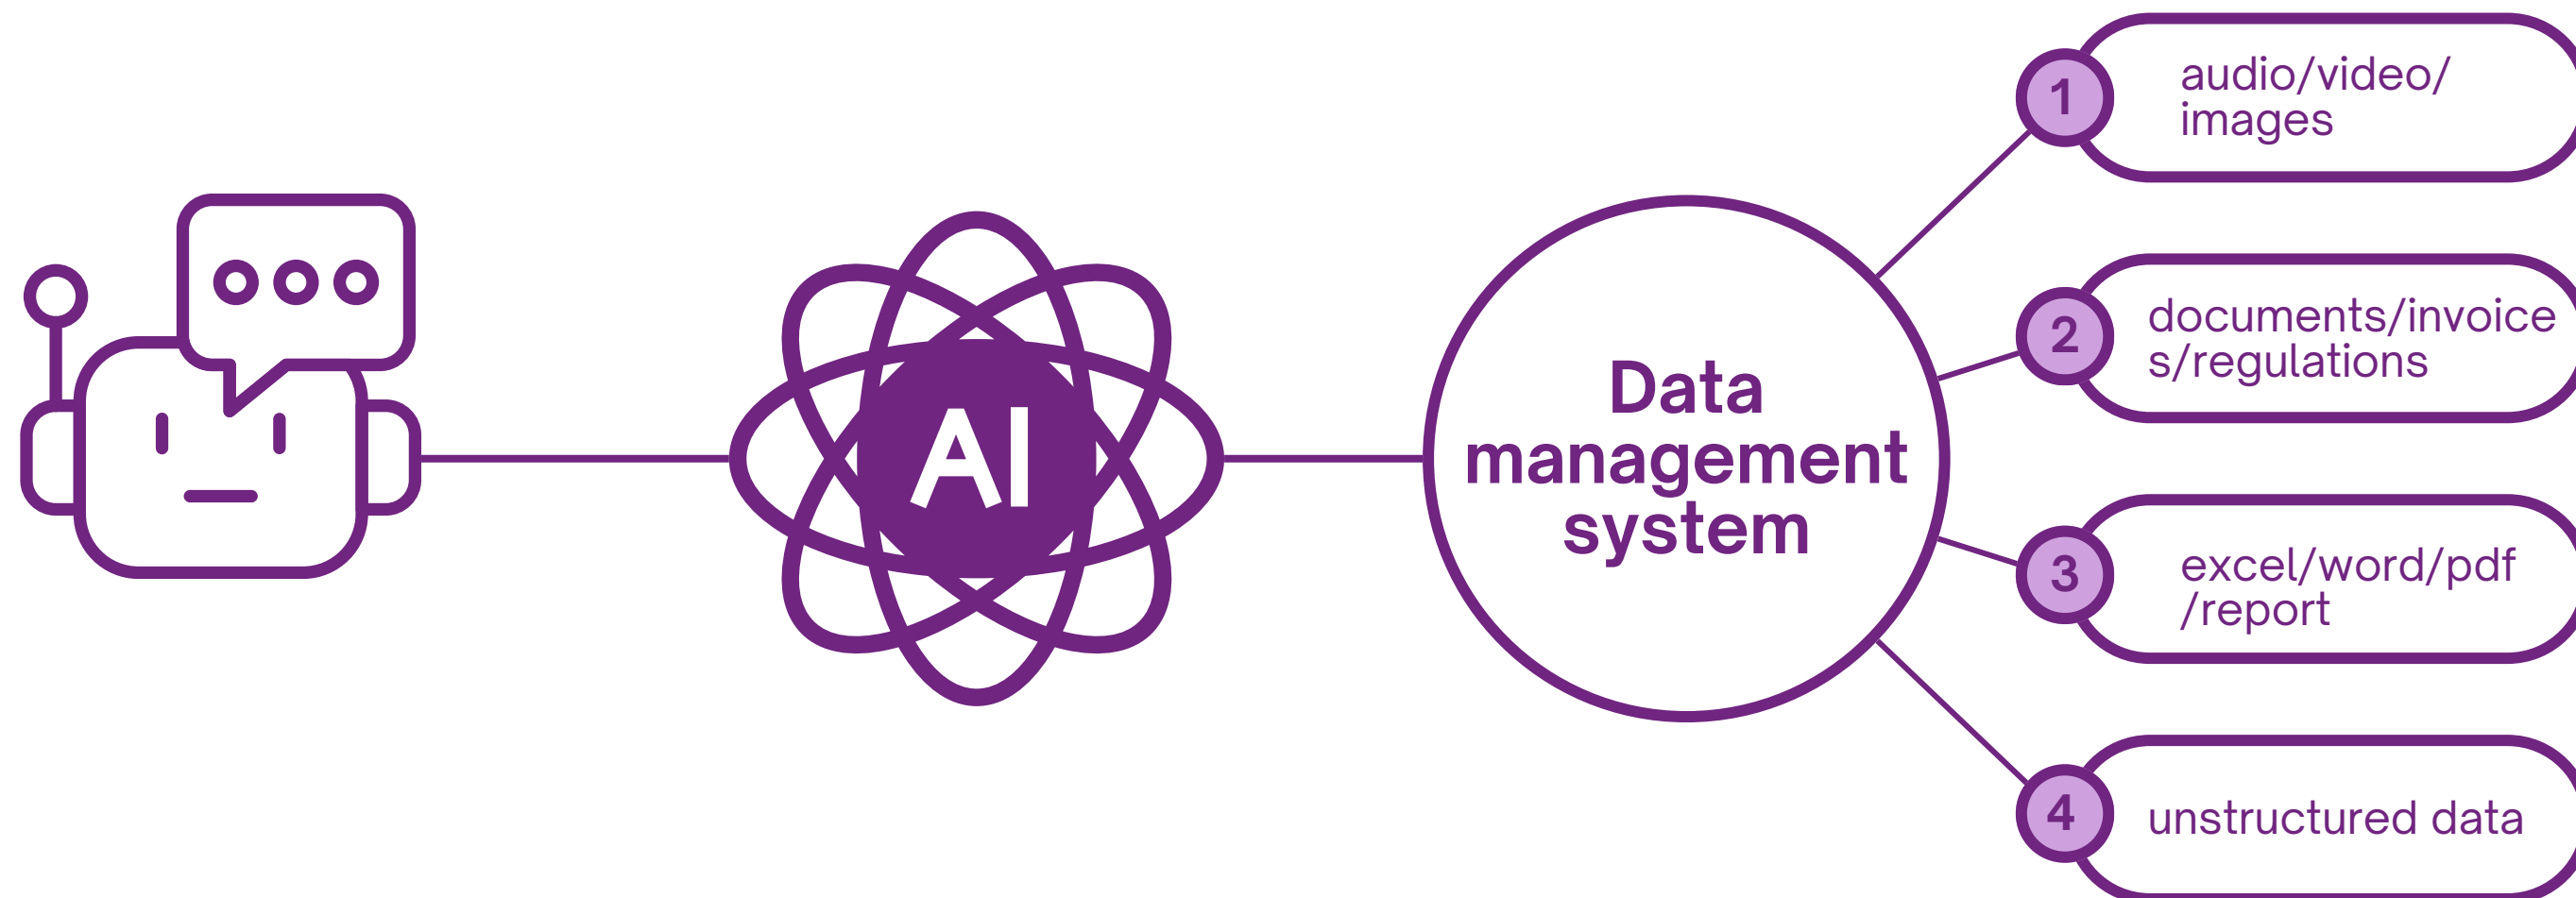 AI
Data
management
system
1
audio/video/
images
2
documents/invoice
s/regulations
3
excel/word/pdf
/report
4
unstructured data